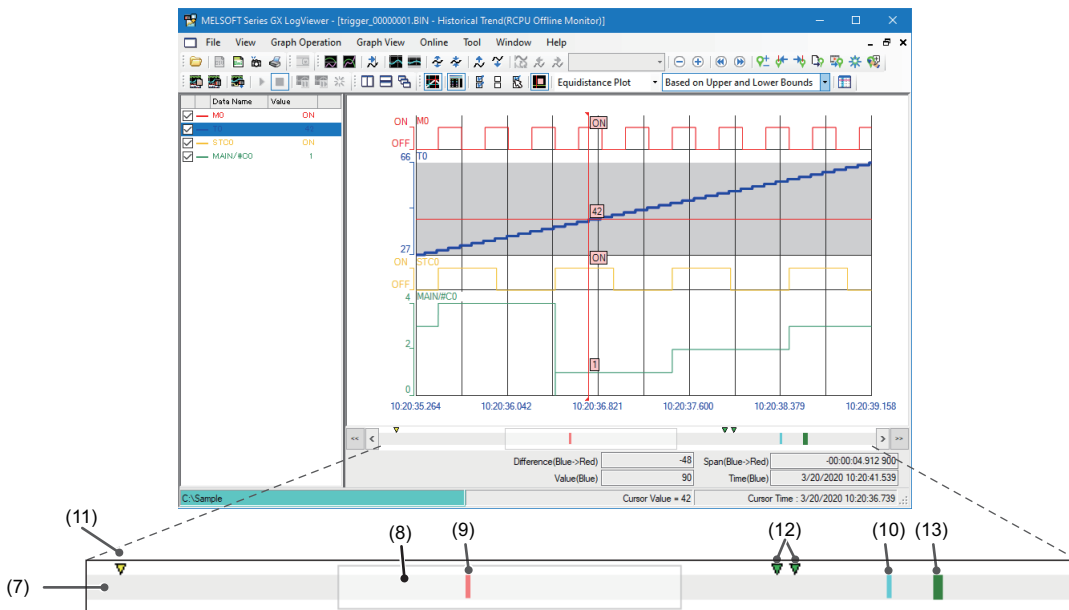 MELSOFT Series GX LogViewer - [trigger_00000001.BIN - Historical Trend(RCPU Offline Monitor)]
File View Graph Operation Graph View Online Tool Window Help
Equidistance Plot Based on Upper and Lower Bounds
Data Name Value
M0 ON
T0 42
STC0 ON
MAIN/#C0 1
ON M0 ON
OFF
66 T0
42
27
ON STC0 ON
OFF
4 MAIN/#C0
2
1
0
10:20:35.264 10:20:36.042 10:20:36.821 10:20:37.600 10:20:38.379 10:20:39.158
<< < > >>
Difference(Blue->Red) -48 Span(Blue->Red) -00:00:04.912 900
Value(Blue) 90 Time(Blue) 3/20/2020 10:20:41.539
C:\Sample Cursor Value = 42 Cursor Time : 3/20/2020 10:20:36.739
(11) (8) (9) (12) (10) (13)
(7)